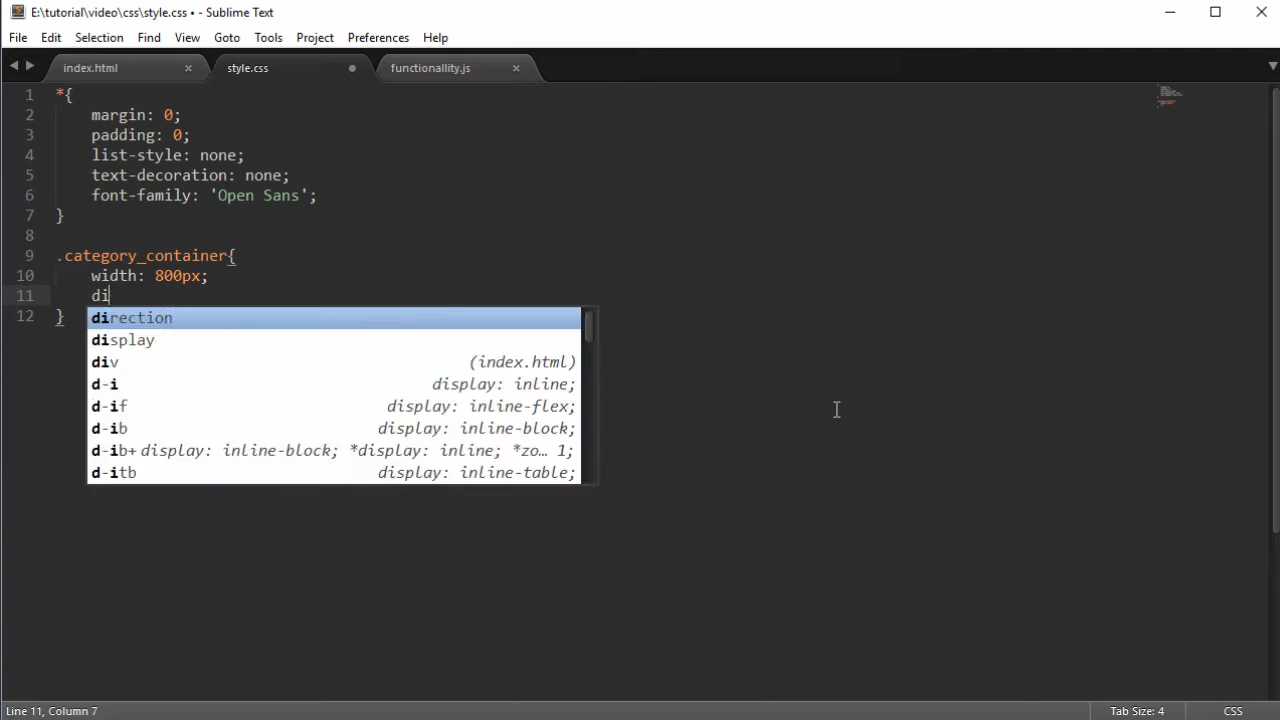 E:\tutorial\video\css\style.css • - Sublime Text
File Edit Selection Find View Goto Tools Project Preferences Help
index.html × style.css functionallity.js ×
1 *{
2 margin: 0;
3 padding: 0;
4 list-style: none;
5 text-decoration: none;
6 font-family: 'Open Sans';
7 }
8
9 .category_container{
10 width: 800px;
11 di
12 }
direction
display
div (index.html)
d-i display: inline;
d-if display: inline-flex;
d-ib display: inline-block;
d-ib+ display: inline-block; *display: inline; *zo… 1;
d-itb display: inline-table;
Line 11, Column 7 Tab Size: 4 CSS